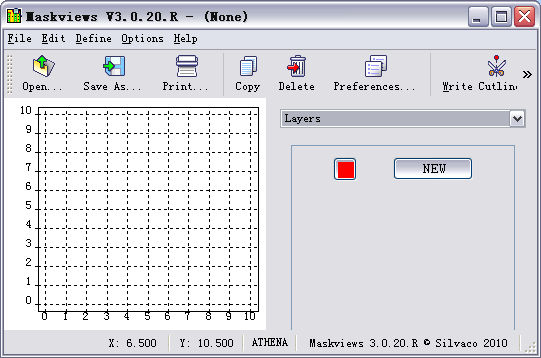 Maskviews V3.0.20.R - (None)
File Edit Define Options Help
Open... Save As... Print... Copy Delete Preferences... Write Cutlin
Layers
NEW
10
9
8
7
6
5
4
3
2
1
0
0 1 2 3 4 5 6 7 8 9 10
X: 6.500 Y: 10.500 ATHENA Maskviews 3.0.20.R © Silvaco 2010